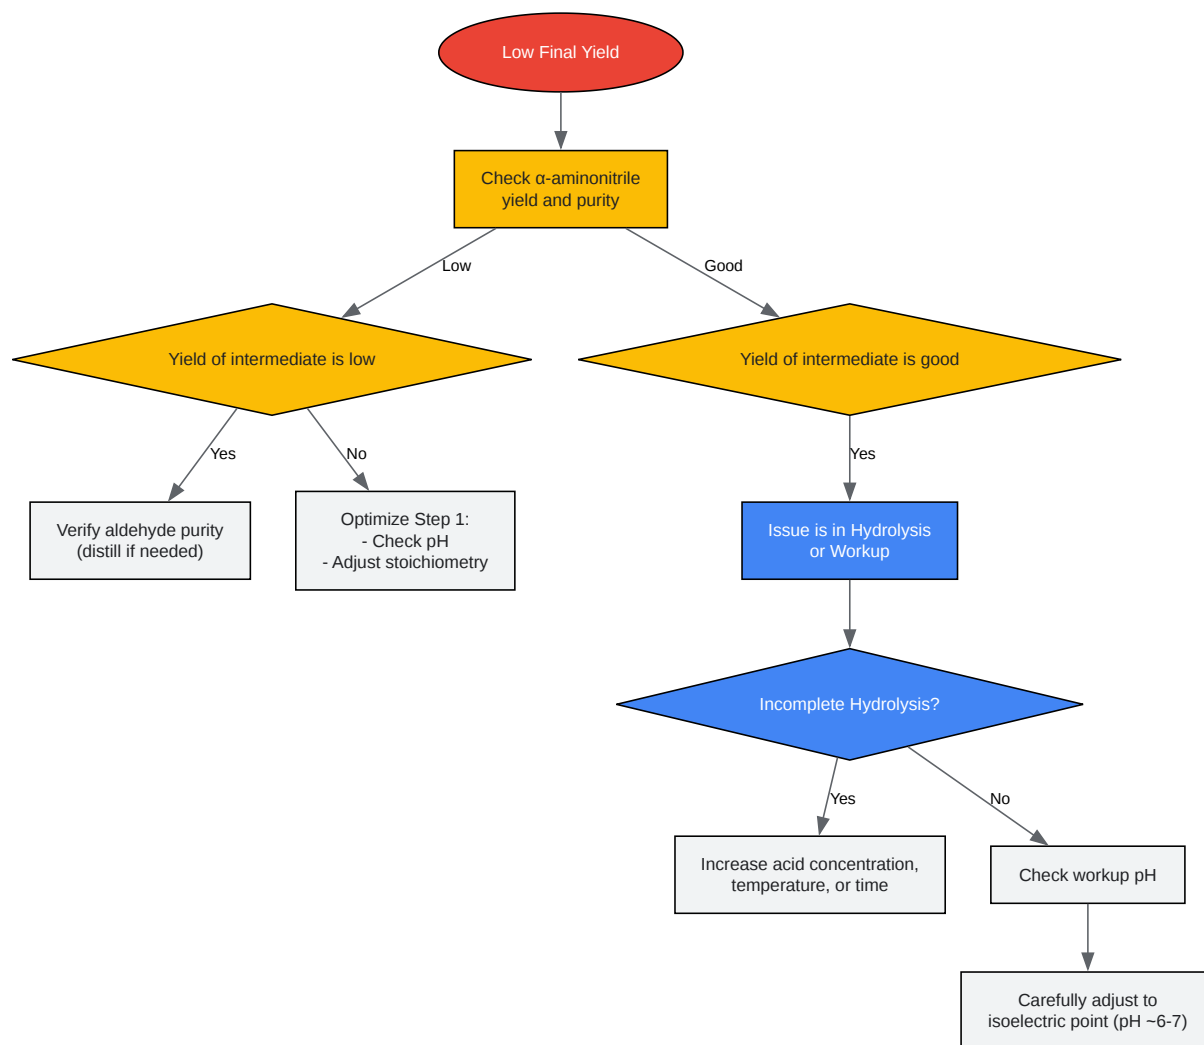 Low Final Yield
Check α-aminonitrile
yield and purity
Low
Good
Yield of intermediate is low
Yield of intermediate is good
Yes
No
Yes
Verify aldehyde purity
(distill if needed)
Optimize Step 1:
- Check pH
- Adjust stoichiometry
Issue is in Hydrolysis
or Workup
Incomplete Hydrolysis?
Yes
No
Increase acid concentration,
temperature, or time
Check workup pH
Carefully adjust to
isoelectric point (pH ~6-7)